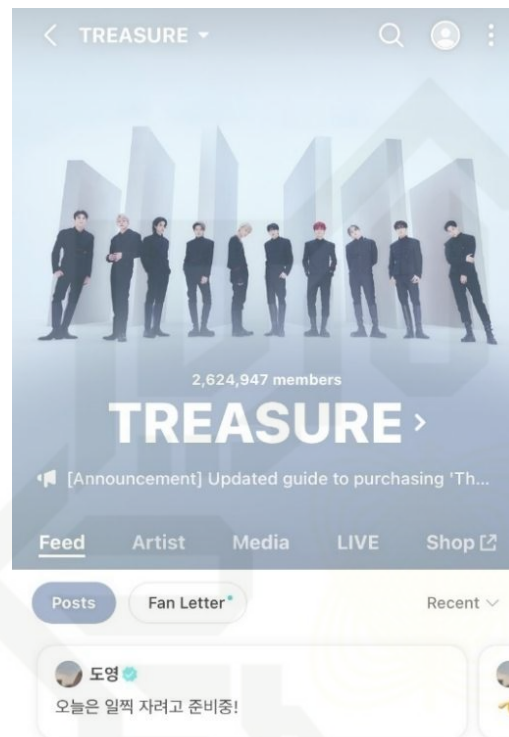 TREASURE
2,624,947 members
TREASURE
[Announcement] Updated guide to purchasing 'Th...
Feed Artist Media LIVE Shop
Posts Fan Letter Recent
도영
오늘은 일찍 자려고 준비중!